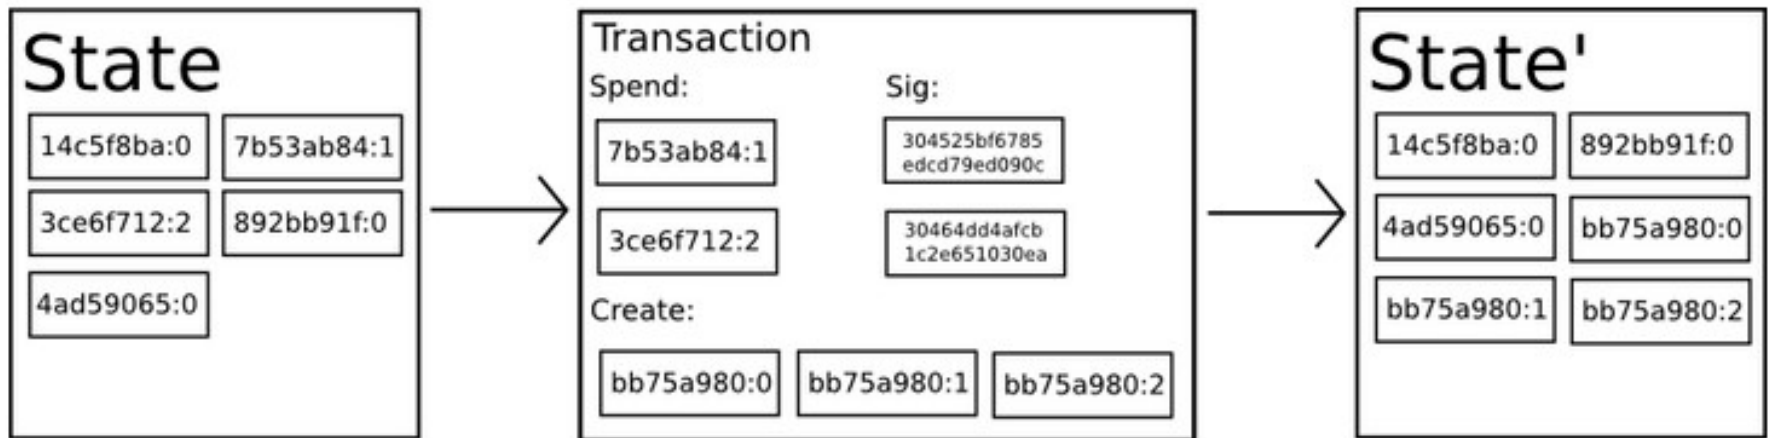 State
14c5f8ba:0 7b53ab84:1
3ce6f712:2 892bb91f:0
4ad59065:0
Transaction
Spend: Sig:
7b53ab84:1
304525bf6785
edcd79ed090c
3ce6f712:2
30464dd4afcb
1c2e651030ea
Create:
bb75a980:0 bb75a980:1 bb75a980:2
State'
14c5f8ba:0 892bb91f:0
4ad59065:0 bb75a980:0
bb75a980:1 bb75a980:2